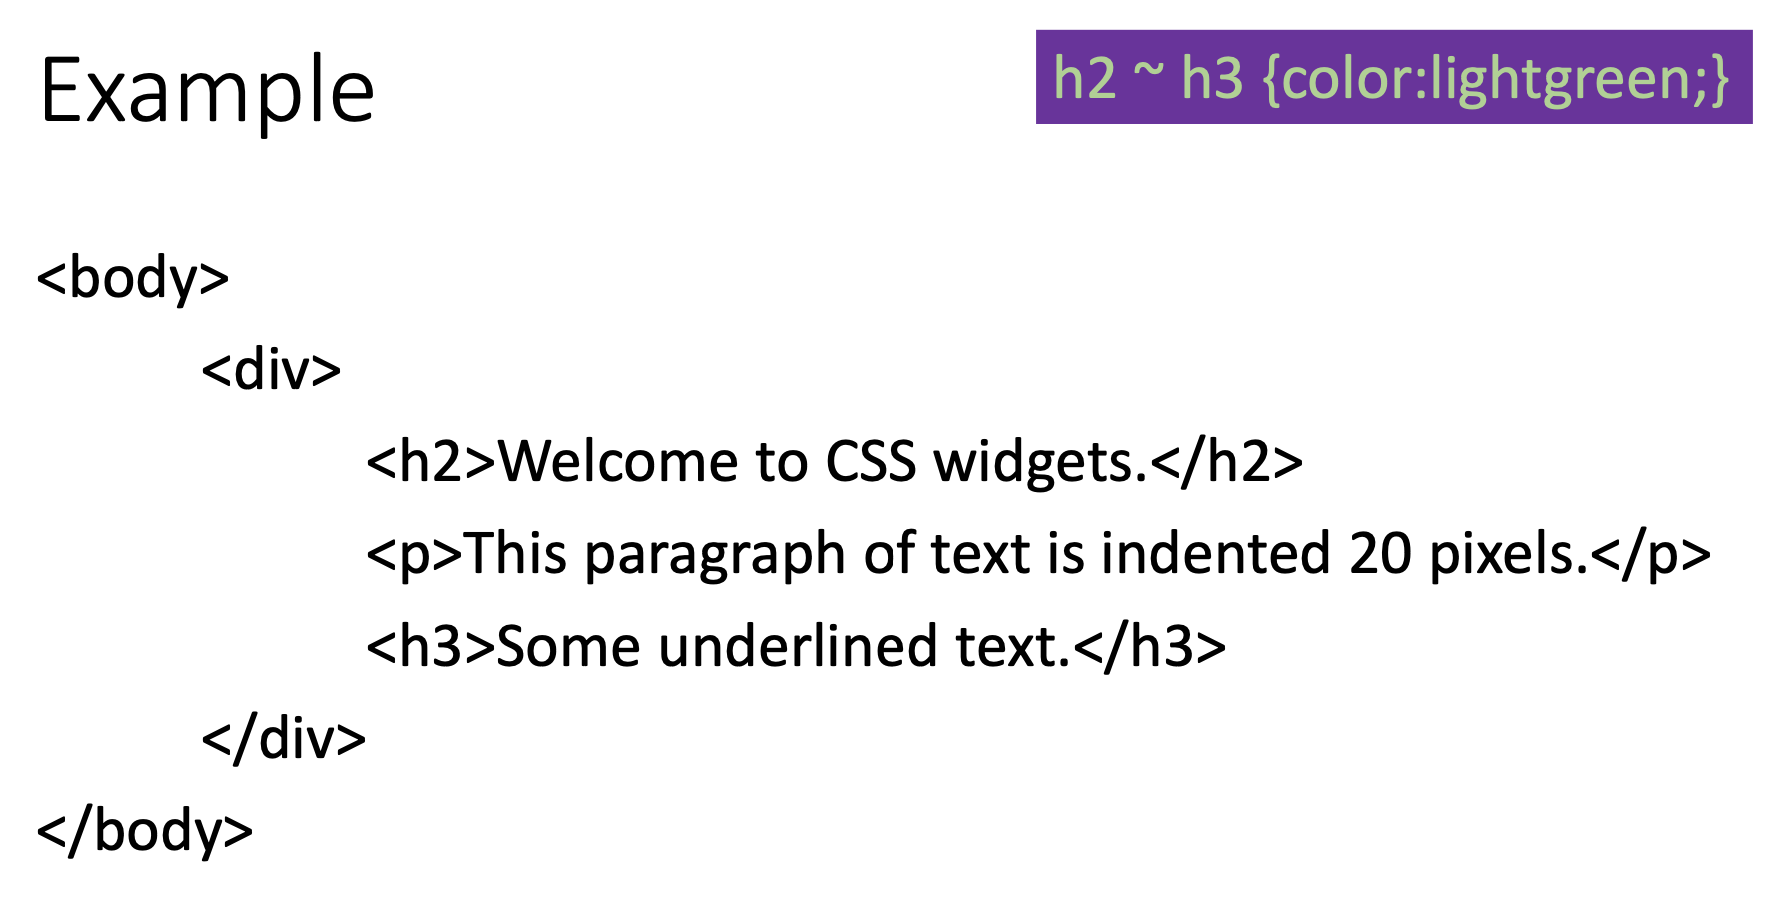 Example
h2 ~ h3 {color:lightgreen;}
<body>
<div>
<h2>Welcome to CSS widgets.</h2>
<p>This paragraph of text is indented 20 pixels.</p>
<h3>Some underlined text.</h3>
</div>
</body>